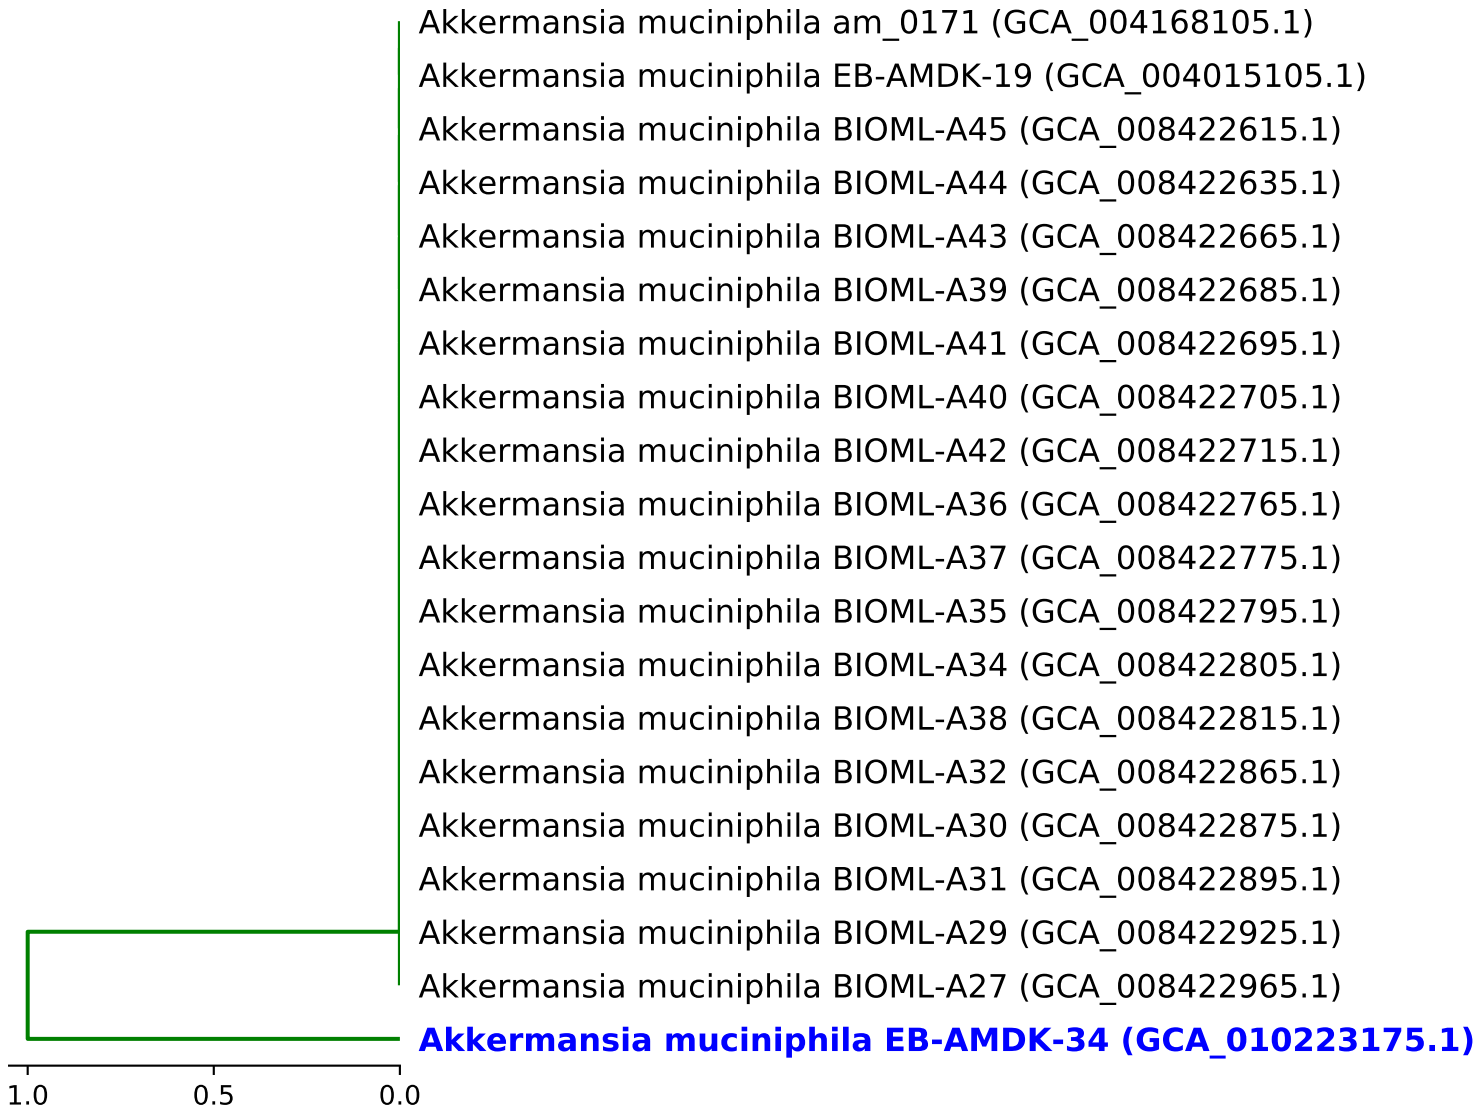 Akkermansia muciniphila am_0171 (GCA_004168105.1)
Akkermansia muciniphila EB-AMDK-19 (GCA_004015105.1)
Akkermansia muciniphila BIOML-A45 (GCA_008422615.1)
Akkermansia muciniphila BIOML-A44 (GCA_008422635.1)
Akkermansia muciniphila BIOML-A43 (GCA_008422665.1)
Akkermansia muciniphila BIOML-A39 (GCA_008422685.1)
Akkermansia muciniphila BIOML-A41 (GCA_008422695.1)
Akkermansia muciniphila BIOML-A40 (GCA_008422705.1)
Akkermansia muciniphila BIOML-A42 (GCA_008422715.1)
Akkermansia muciniphila BIOML-A36 (GCA_008422765.1)
Akkermansia muciniphila BIOML-A37 (GCA_008422775.1)
Akkermansia muciniphila BIOML-A35 (GCA_008422795.1)
Akkermansia muciniphila BIOML-A34 (GCA_008422805.1)
Akkermansia muciniphila BIOML-A38 (GCA_008422815.1)
Akkermansia muciniphila BIOML-A32 (GCA_008422865.1)
Akkermansia muciniphila BIOML-A30 (GCA_008422875.1)
Akkermansia muciniphila BIOML-A31 (GCA_008422895.1)
Akkermansia muciniphila BIOML-A29 (GCA_008422925.1)
Akkermansia muciniphila BIOML-A27 (GCA_008422965.1)
Akkermansia muciniphila EB-AMDK-34 (GCA_010223175.1)
1.0 0.5 0.0